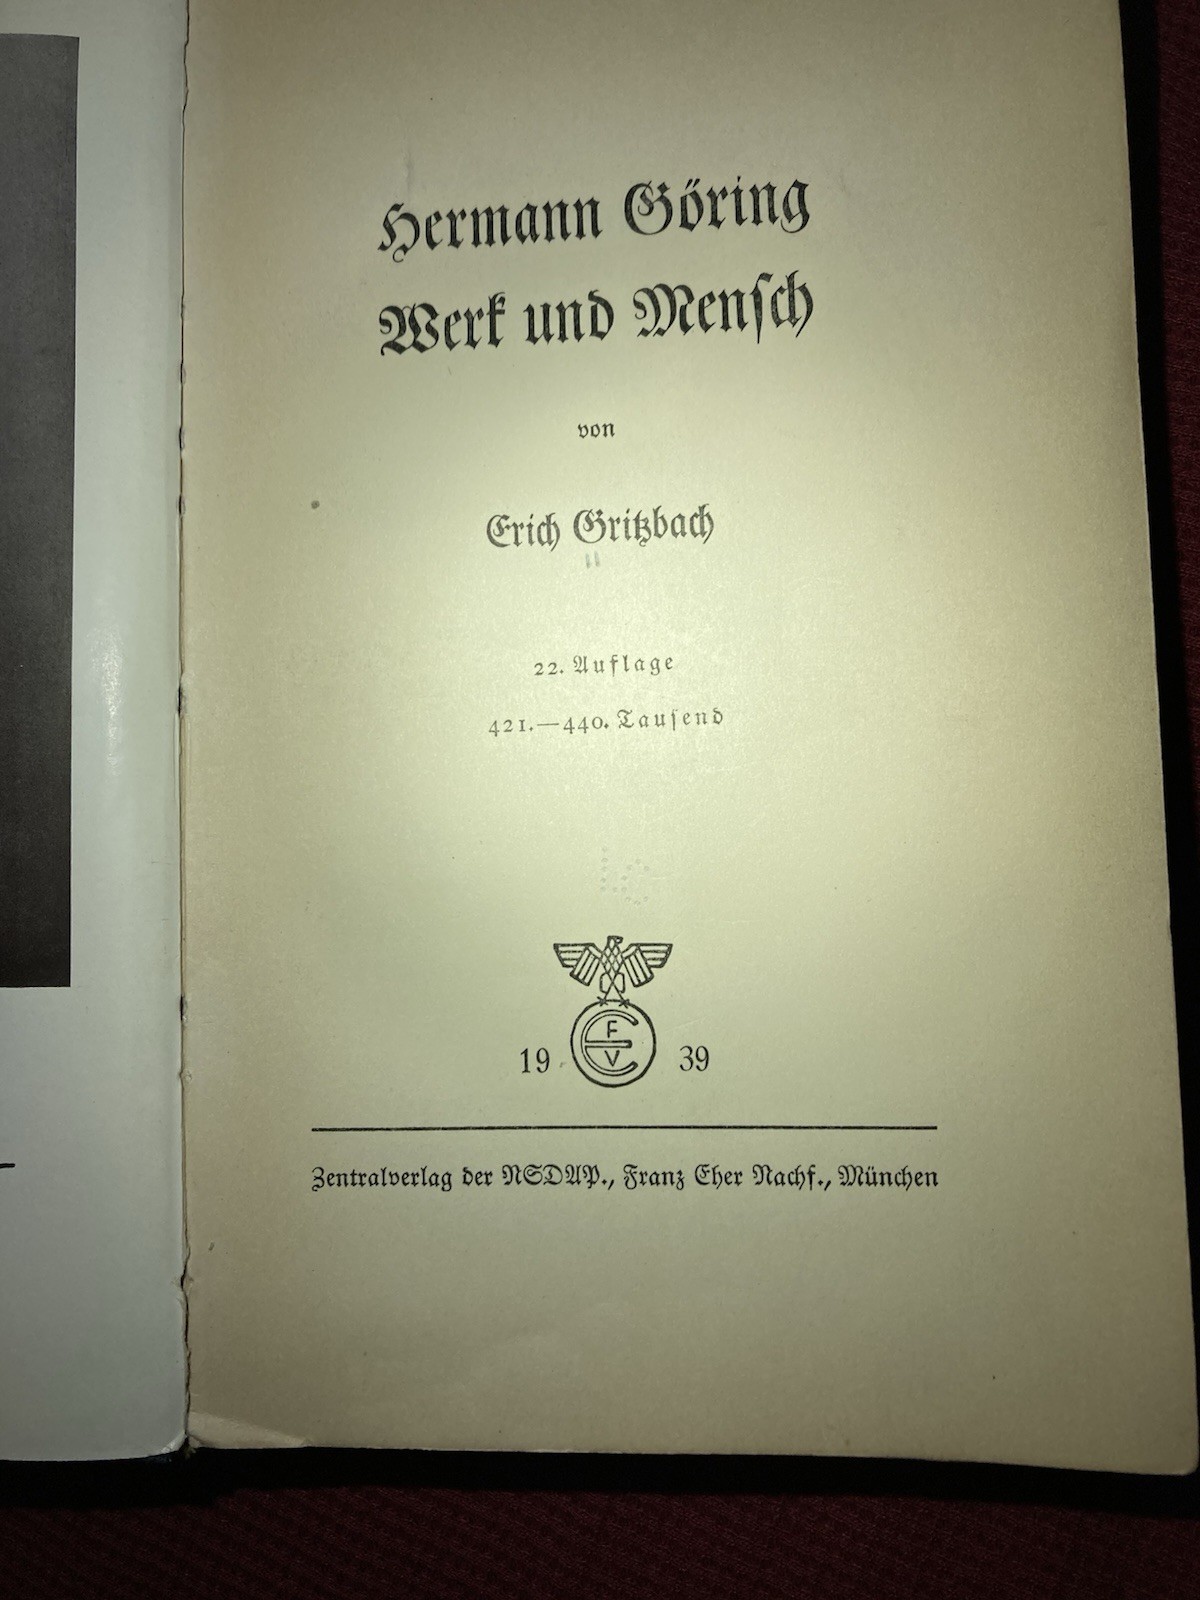 Hermann Göring
Werk und Mensch
von
Erich Gritzbach
22. Auflage
421.—440. Tausend
F
E
V
19 39
Zentralverlag der NSDAP., Franz Eher Nachf., München